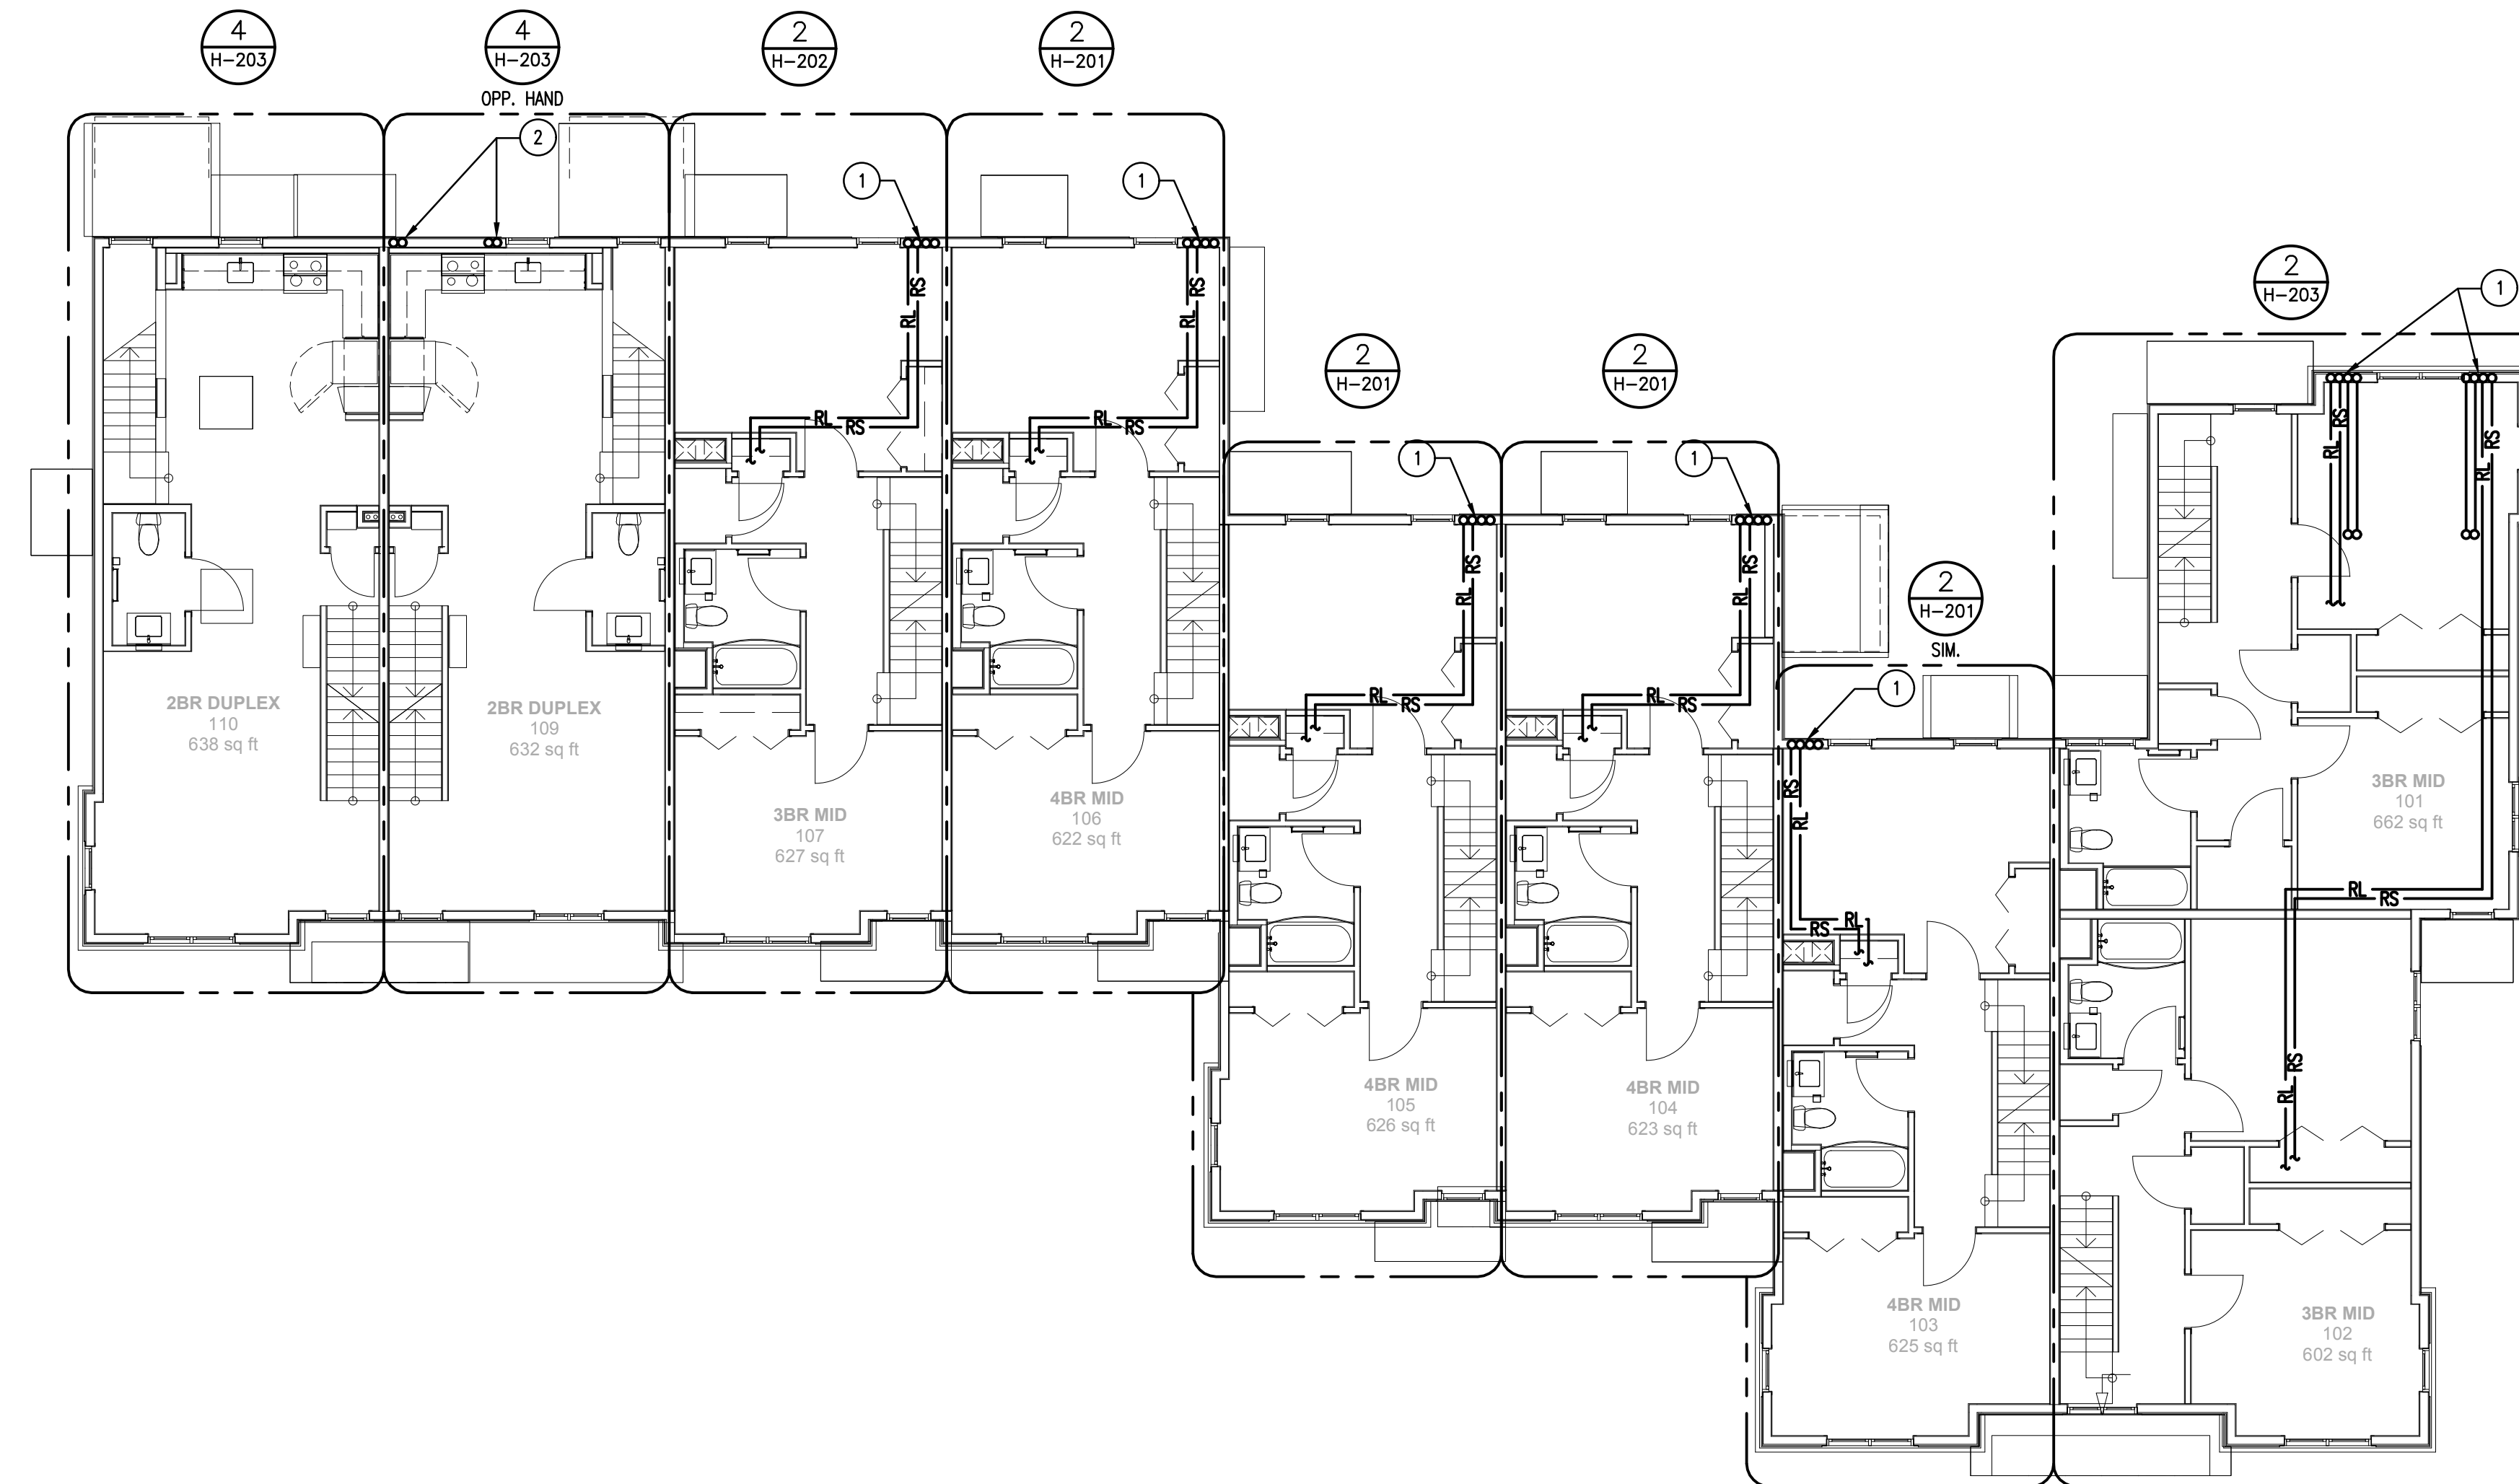 4
H-203
4
H-203
OPP. HAND
2
H-202
2
H-201
2
1
1
RS
RL
RS
RL
RL
RS
RL
RS
2BR DUPLEX
110
638 sq ft
2BR DUPLEX
109
632 sq ft
3BR MID
107
627 sq ft
4BR MID
106
622 sq ft
2
H-201
2
H-201
1
1
RS
RL
RS
RL
RL
RS
RL
RS
4BR MID
105
626 sq ft
4BR MID
104
623 sq ft
2
H-201
SIM.
1
RS
RL
RL
RS
4BR MID
103
625 sq ft
2
H-203
1
RS
RL
RS
RL
3BR MID
101
662 sq ft
RL
RS
RS
RL
3BR MID
102
602 sq ft